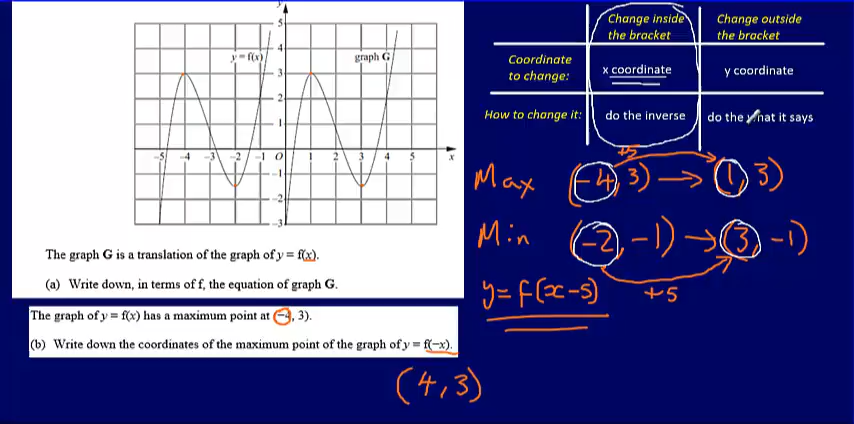 y
5
4
y = f(x)
graph G
3
2
1
-5 -4 -3 -2 -1 O 1 2 3 4 5 x
-1
-2
-3
The graph G is a translation of the graph of y = f(x).
(a) Write down, in terms of f, the equation of graph G.
The graph of y = f(x) has a maximum point at (-4, 3).
(b) Write down the coordinates of the maximum point of the graph of y = f(-x).
(4,3)
Change inside the bracket
Change outside the bracket
Coordinate to change:
x coordinate
y coordinate
How to change it:
do the inverse
do the what it says
+5
Max (-4, 3) → (1, 3)
Min (-2, -1) → (3, -1)
y = f(x-5)
+5